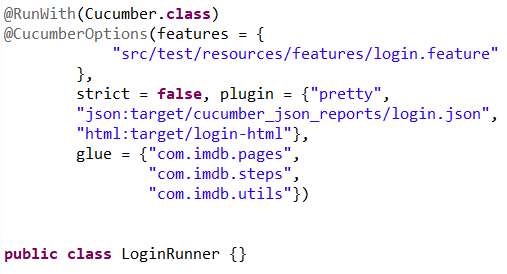 @RunWith(Cucumber.class)
@CucumberOptions(features = {
"src/test/resources/features/login.feature"
},
strict = false, plugin = {"pretty",
"json:target/cucumber_json_reports/login.json",
"html:target/login-html"},
glue = {"com.imdb.pages",
"com.imdb.steps",
"com.imdb.utils"})
public class LoginRunner {}